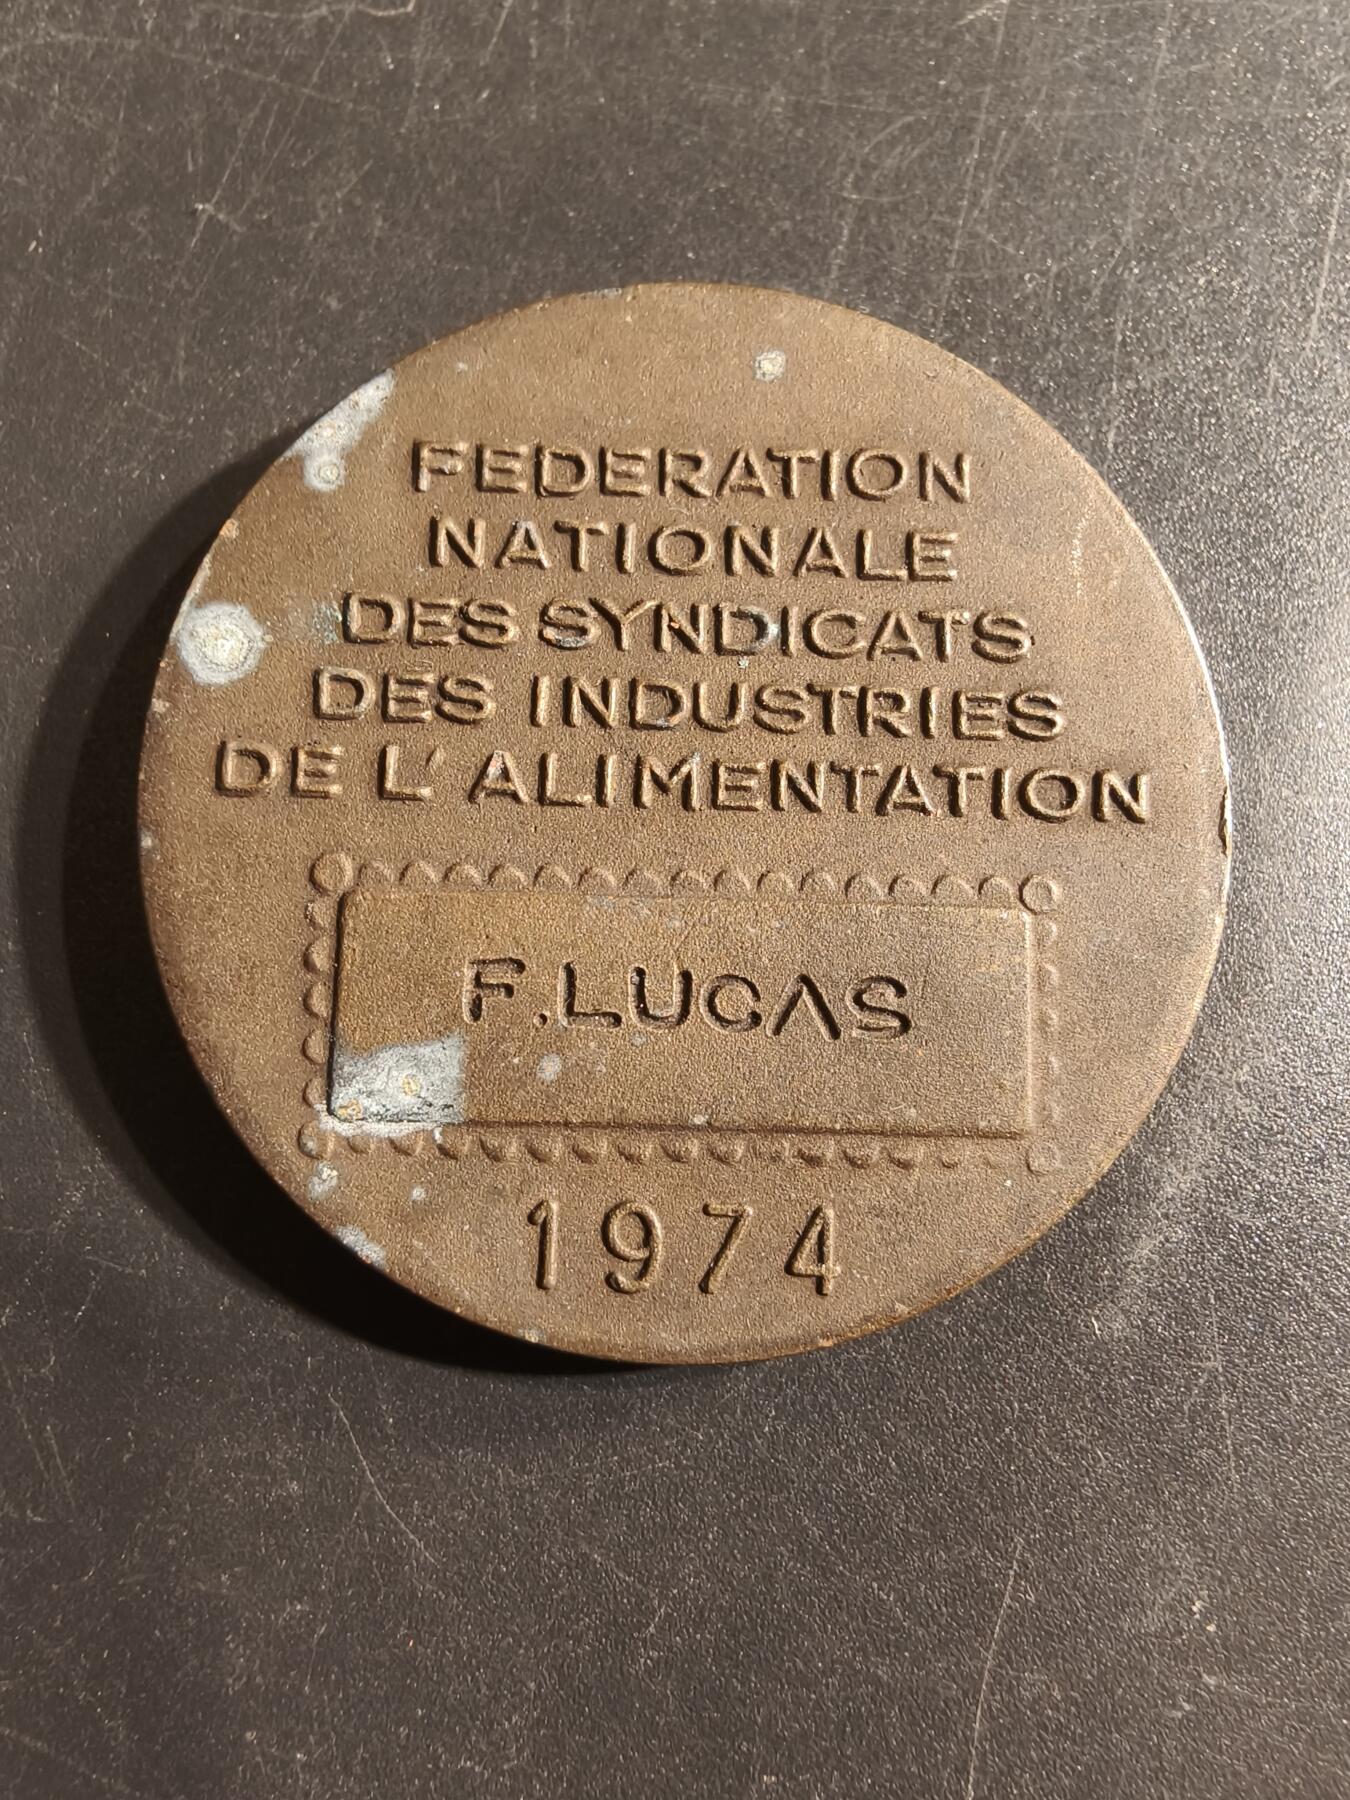 FEDERATION
NATIONALE
DES SYNDICATS
DES INDUSTRIES
DE L'ALIMENTATION
F.LUCAS
1974